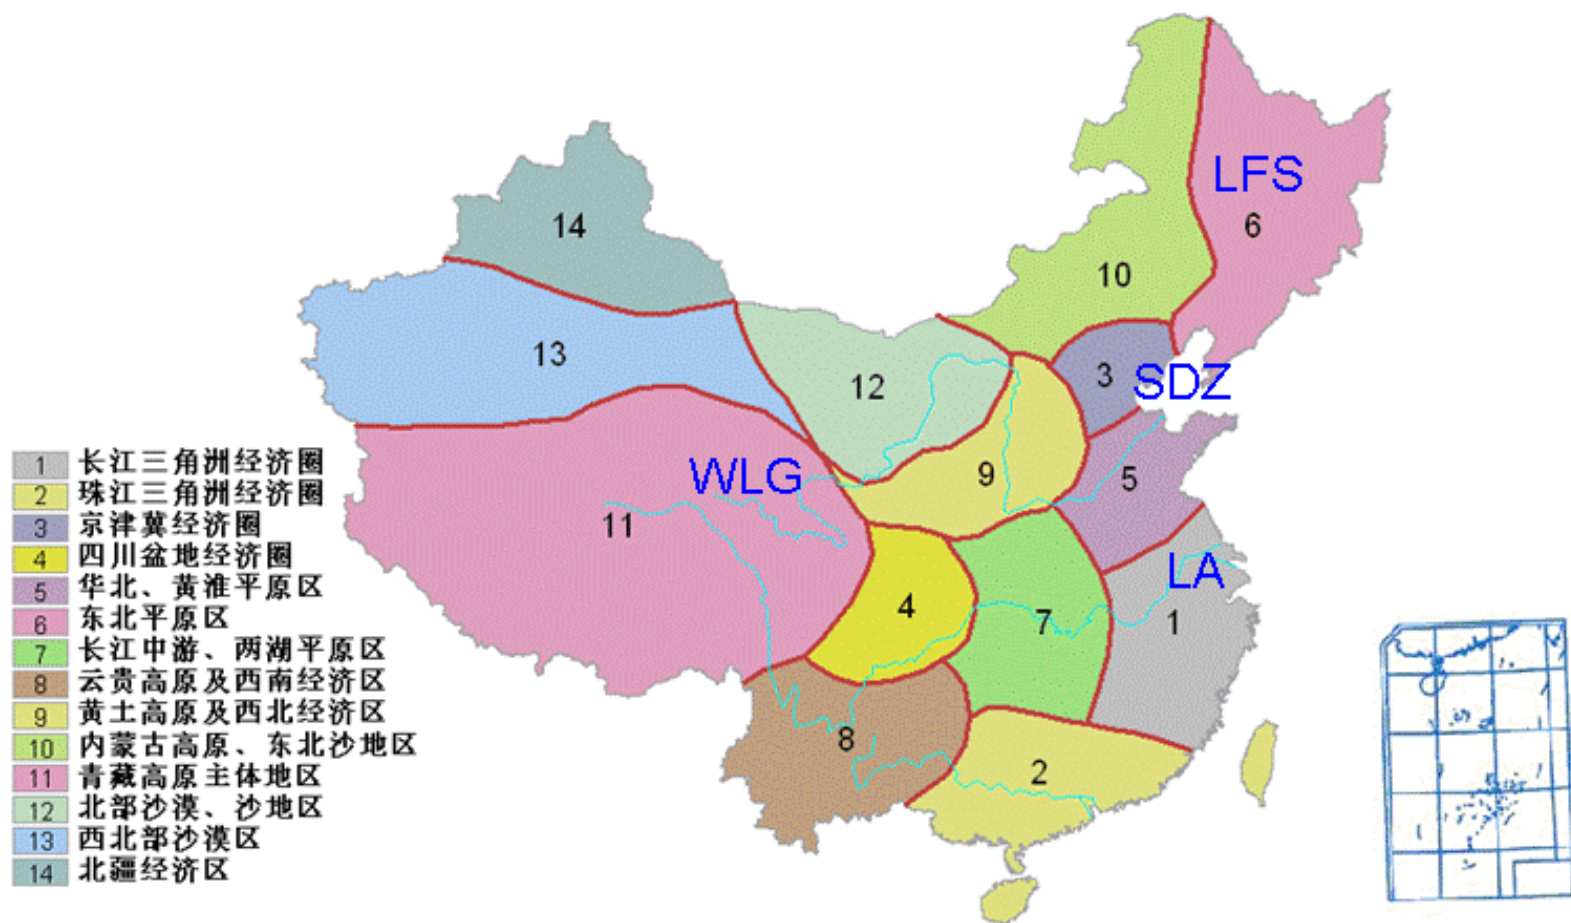 LFS
14
6
10
13
3
SDZ
12
WLG
9
5
11
LA
4
7
1
8
2
1 长江三角洲经济圈
2 珠江三角洲经济圈
3 京津冀经济圈
4 四川盆地经济圈
5 华北、黄淮平原区
6 东北平原区
7 长江中游、两湖平原区
8 云贵高原及西南经济区
9 黄土高原及西北经济区
10 内蒙古高原、东北沙地区
11 青藏高原主体地区
12 北部沙漠、沙地区
13 西北部沙漠区
14 北疆经济区